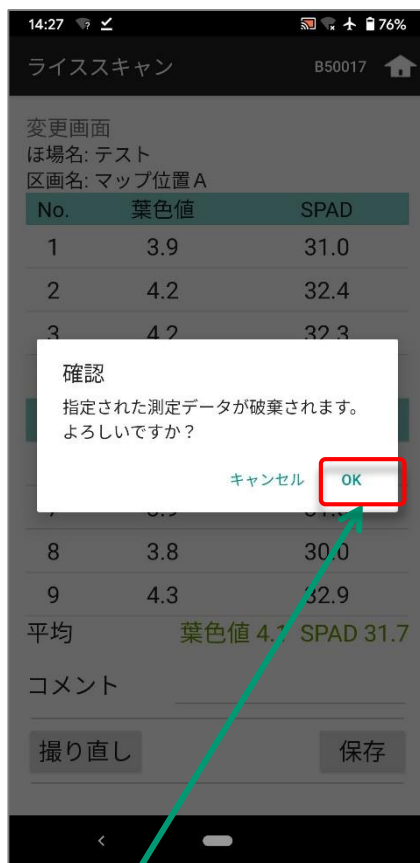 14:27 76%
ライススキャン B50017
変更画面
ほ場名: テスト
区画名: マップ位置A
No. 葉色値 SPAD
1 3.9 31.0
2 4.2 32.4
3 4.2 32.3
確認
指定された測定データが破棄されます。
よろしいですか？
キャンセル OK
8 3.8 30.0
9 4.3 32.9
平均 葉色値 4.1 SPAD 31.7
コメント
撮り直し 保存